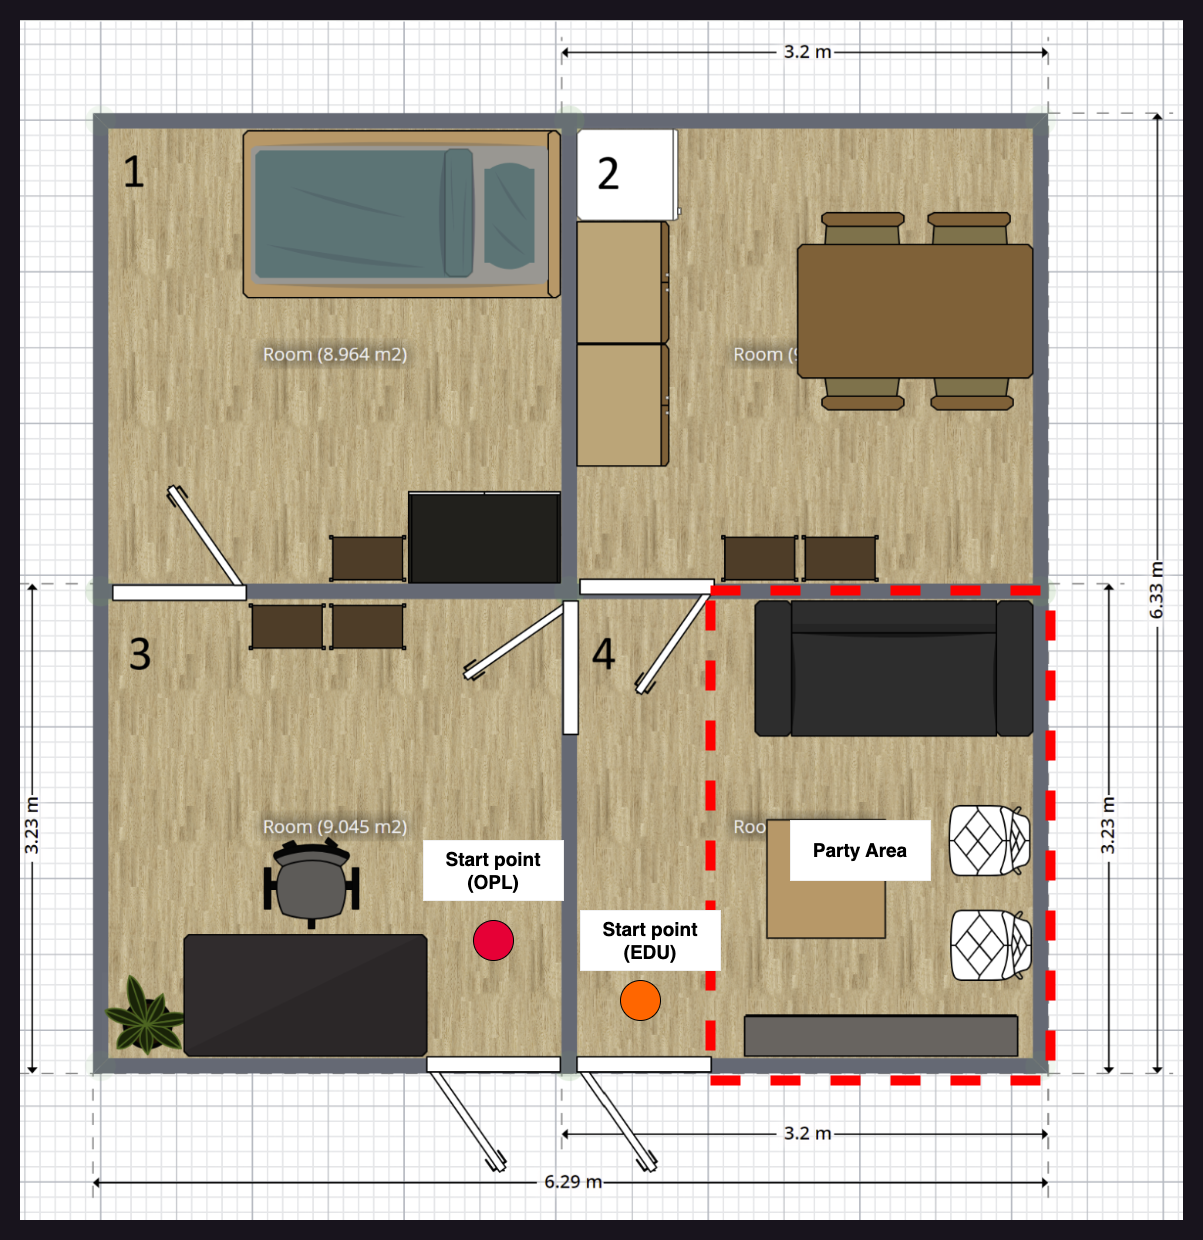 3.2 m
1
2
Room (8.964 m2)
Room (9
6.33 m
3
4
3.23 m
Room (9.045 m2)
Roo
3.23 m
Party Area
Start point
(OPL)
Start point
(EDU)
3.2 m
6.29 m